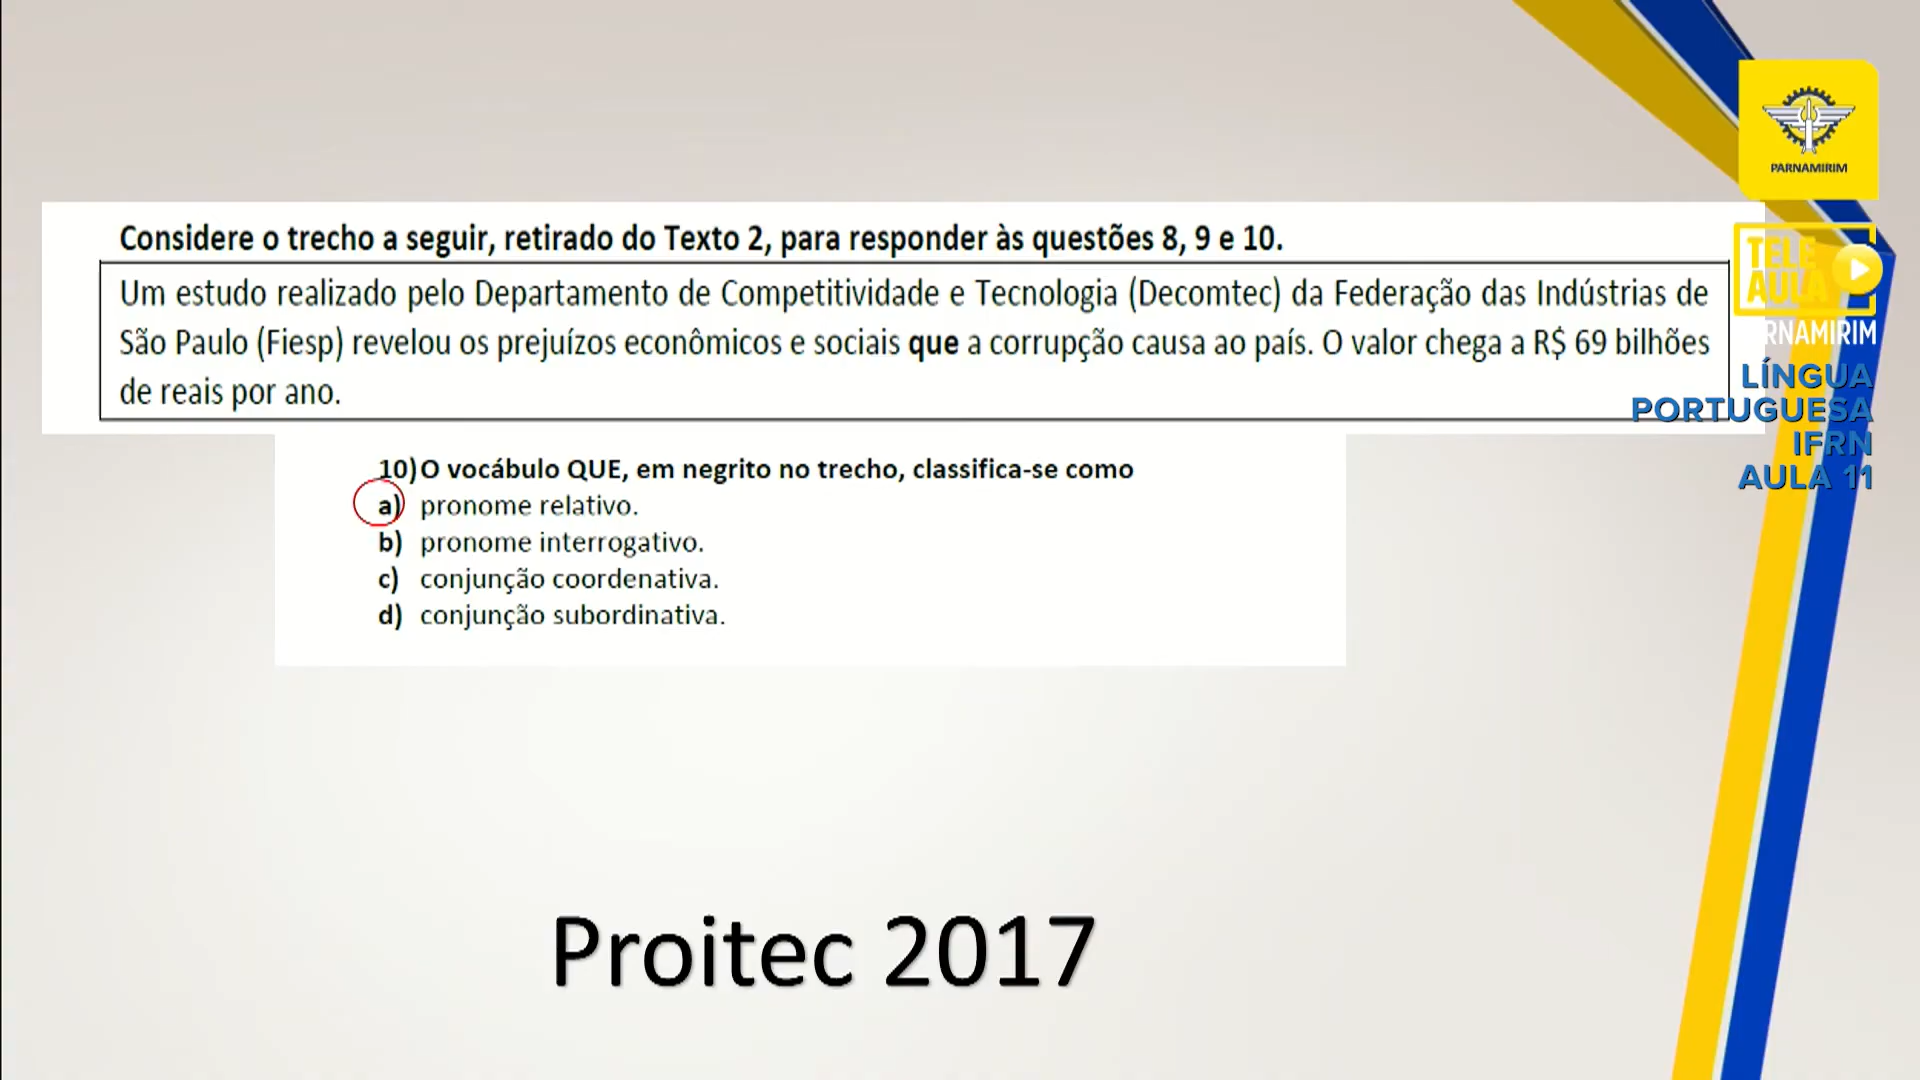 PARNAMIRIM
Considere o trecho a seguir, retirado do Texto 2, para responder às questões 8, 9 e 10.
Um estudo realizado pelo Departamento de Competitividade e Tecnologia (Decomtec) da Federação das Indústrias de
São Paulo (Fiesp) revelou os prejuízos econômicos e sociais que a corrupção causa ao país. O valor chega a R$ 69 bilhões
de reais por ano.
TELE
AULA
RNAMIRIM
LÍNGUA
PORTUGUESA
IFRN
AULA 11
10) O vocábulo QUE, em negrito no trecho, classifica-se como
a) pronome relativo.
b) pronome interrogativo.
c) conjunção coordenativa.
d) conjunção subordinativa.
Proitec 2017